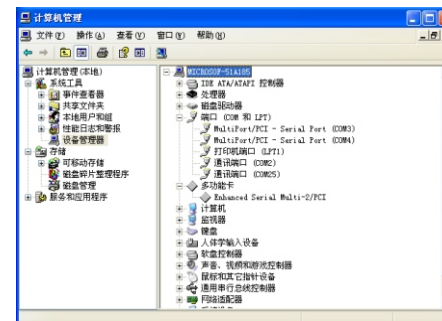 计算机管理
文件(F) 操作(A) 查看(V) 窗口(W) 帮助(H)
计算机管理(本地)
系统工具
事件查看器
共享文件夹
本地用户和组
性能日志和警报
设备管理器
存储
可移动存储
磁盘碎片整理程序
磁盘管理
服务和应用程序
MICROSOF-51A185
IDE ATA/ATAPI 控制器
处理器
磁盘驱动器
端口 (COM 和 LPT)
MultiPort/PCI - Serial Port (COM3)
MultiPort/PCI - Serial Port (COM4)
打印机端口 (LPT1)
通讯端口 (COM2)
通讯端口 (COM25)
多功能卡
Enhanced Serial Multi-2/PCI
计算机
监视器
键盘
人体学输入设备
软盘控制器
声音、视频和游戏控制器
鼠标和其它指针设备
通用串行总线控制器
网络适配器